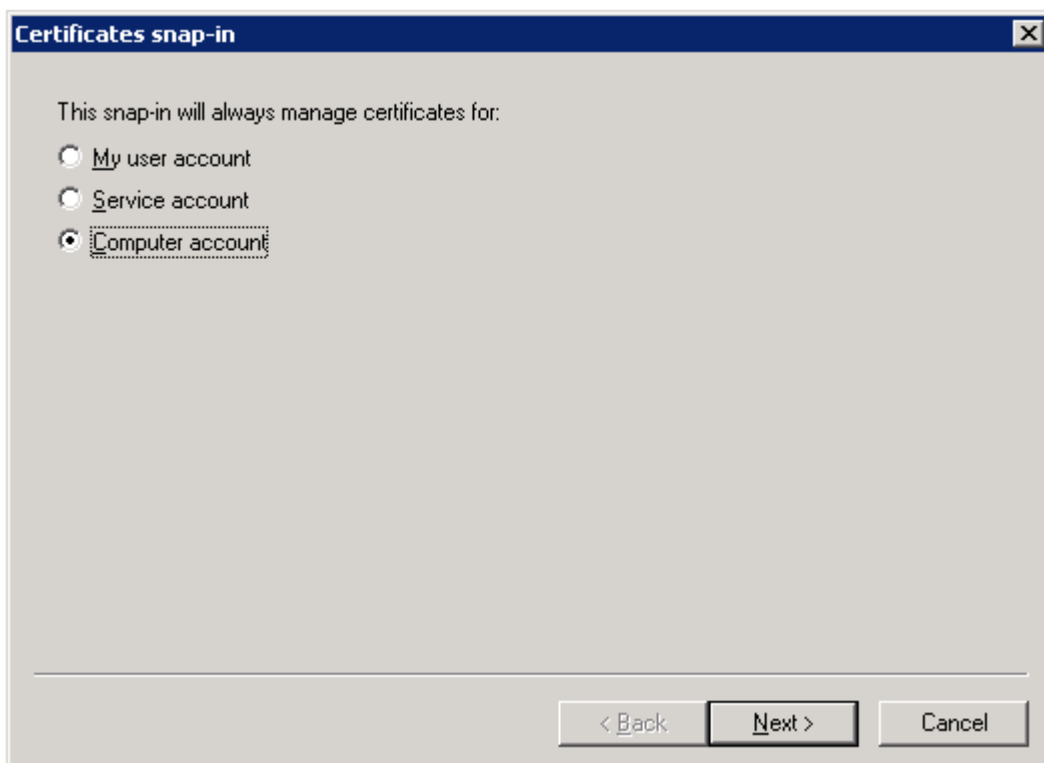 Certificates snap-in
This snap-in will always manage certificates for:
My user account
Service account
Computer account
< Back
Next >
Cancel